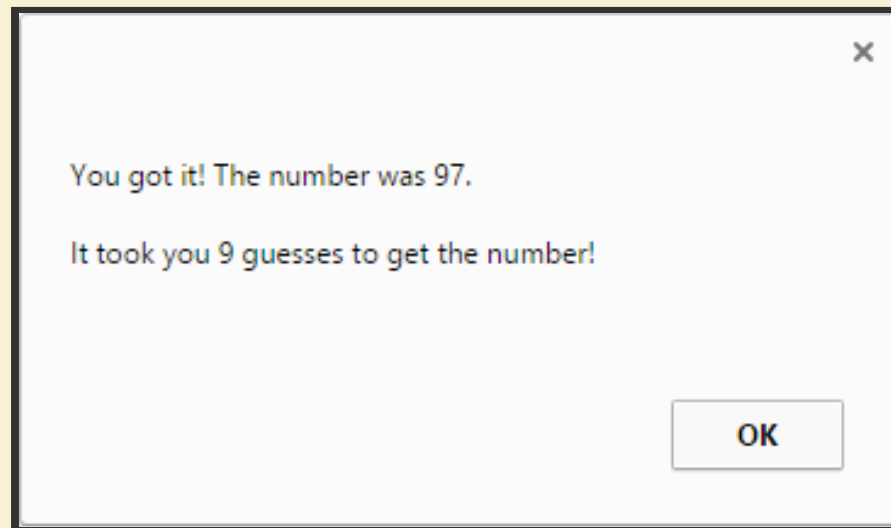 You got it! The number was 97.
It took you 9 guesses to get the number!
OK